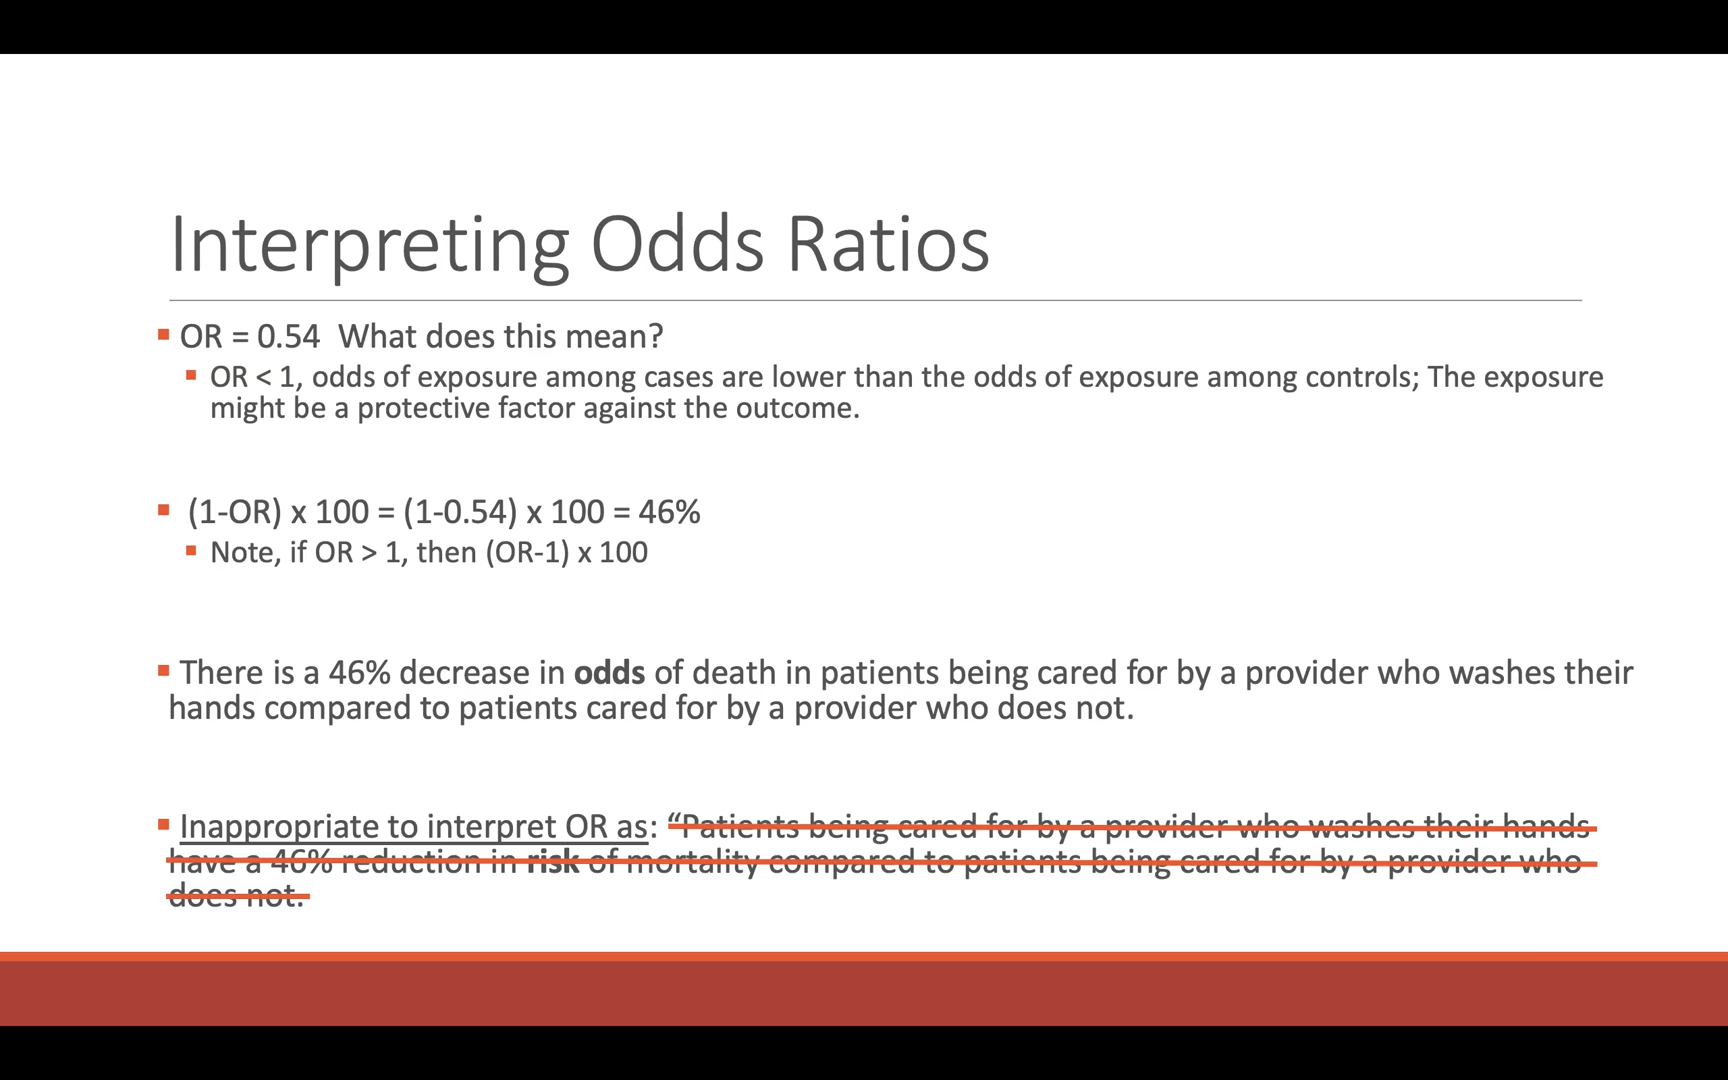 Interpreting Odds Ratios
OR = 0.54  What does this mean?
OR < 1, odds of exposure among cases are lower than the odds of exposure among controls; The exposure
might be a protective factor against the outcome.
(1-OR) x 100 = (1-0.54) x 100 = 46%
Note, if OR > 1, then (OR-1) x 100
There is a 46% decrease in odds of death in patients being cared for by a provider who washes their
hands compared to patients cared for by a provider who does not.
Inappropriate to interpret OR as: “Patients being cared for by a provider who washes their hands
have a 46% reduction in risk of mortality compared to patients being cared for by a provider who
does not.